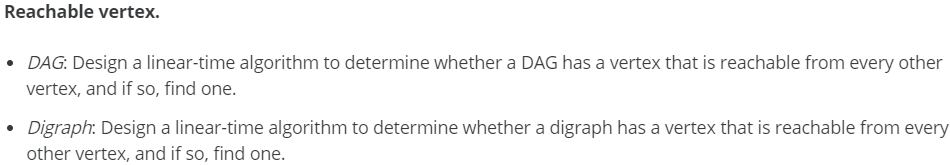 Reachable vertex.
• DAG: Design a linear-time algorithm to determine whether a DAG has a vertex that is reachable from every other
vertex, and if so, find one.
• Digraph: Design a linear-time algorithm to determine whether a digraph has a vertex that is reachable from every
other vertex, and if so, find one.